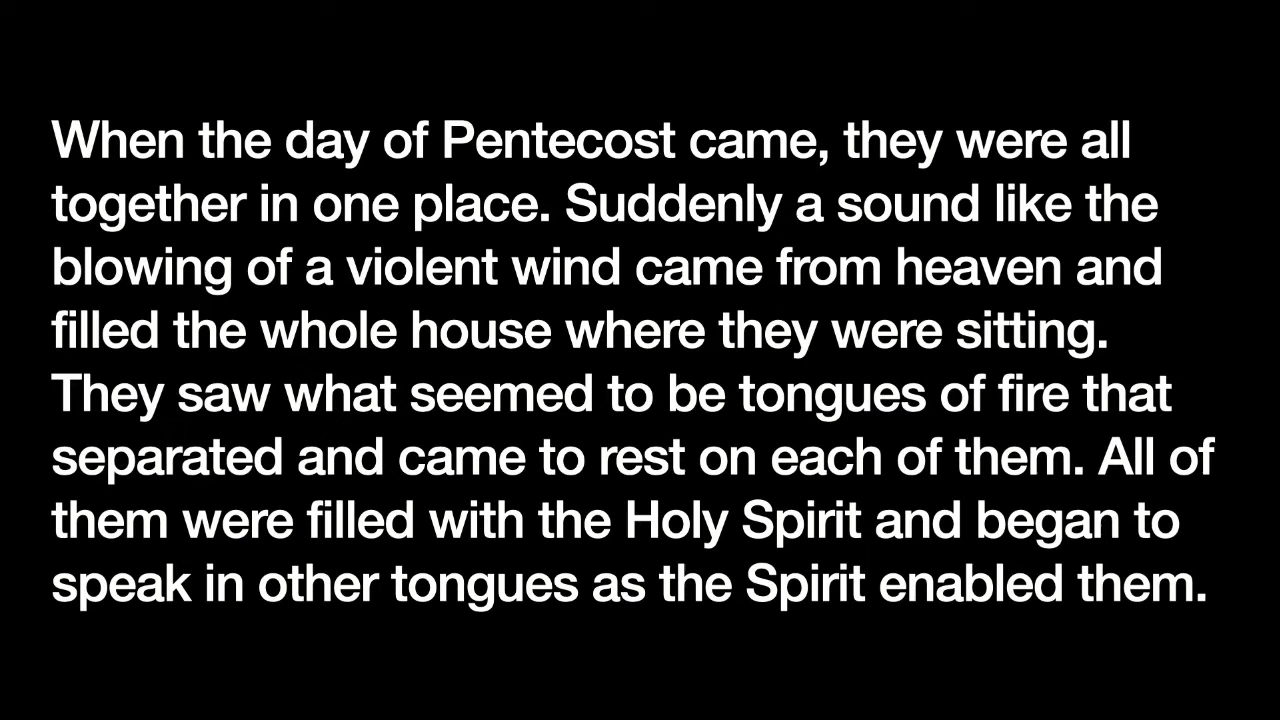 When the day of Pentecost came, they were all
together in one place. Suddenly a sound like the
blowing of a violent wind came from heaven and
filled the whole house where they were sitting.
They saw what seemed to be tongues of fire that
separated and came to rest on each of them. All of
them were filled with the Holy Spirit and began to
speak in other tongues as the Spirit enabled them.